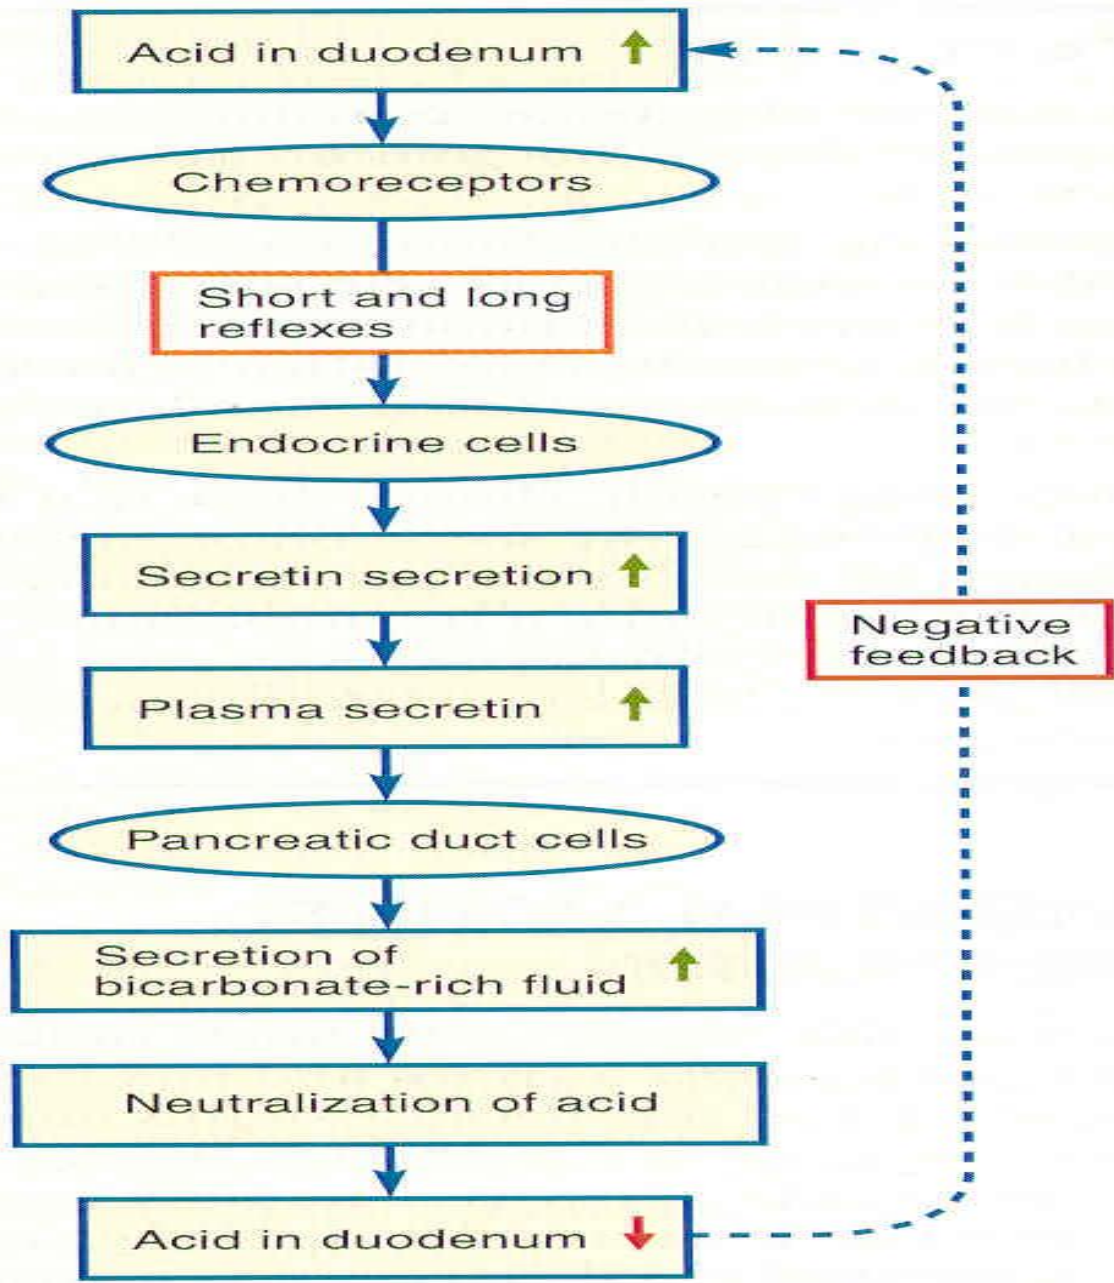 Acid in duodenum ↑
Chemoreceptors
Short and long
reflexes
Endocrine cells
Secretin secretion ↑
Plasma secretin ↑
Pancreatic duct cells
Secretion of
bicarbonate-rich fluid ↑
Neutralization of acid
Acid in duodenum ↓
Negative
feedback